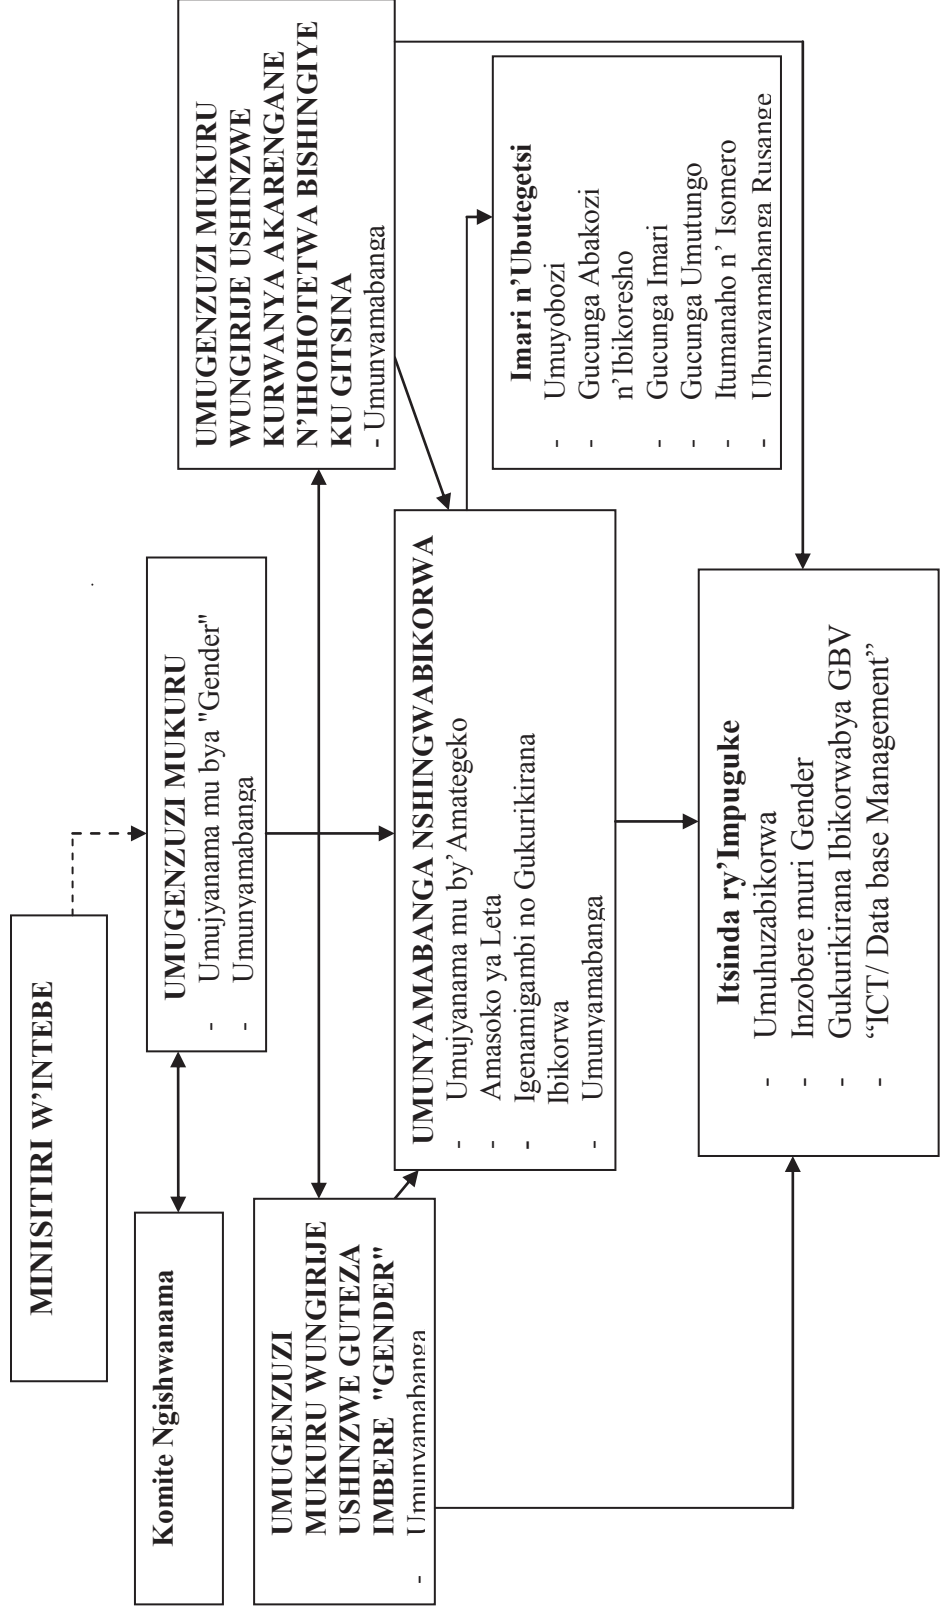 MINISITIRI W’INTEBE
Komite Ngishwanama
UMUGENZUZI MUKURU
- Umujyanama mu bya "Gender"
- Umunyamabanga
UMUGENZUZI MUKURU
WUNGIRIJE USHINZWE
KURWANYA AKARENGANE
N’IHOHOTETWA BISHINGIYE
KU GITSINA
- Umunyamabanga
UMUGENZUZI
MUKURU WUNGIRIJE
USHINZWE GUTEZA
IMBERE "GENDER"
- Umunyamabanga
UMUNYAMABANGA NSHINGWABIKORWA
- Umujyanama mu by’ Amategeko
- Amasoko ya Leta
- Igenamigambi no Gukurikirana
Ibikorwa
- Umunyamabanga
Imari n’Ubutegetsi
- Umuyobozi
- Gucunga Abakozi
n’Ibikoresho
- Gucunga Imari
- Gucunga Umutungo
- Itumanaho n’ Isomero
- Ubunyamabanga Rusange
Itsinda ry’Impuguke
- Umuhuzabikorwa
- Inzobere muri Gender
- Gukurikirana Ibikorwabya GBV
- “ICT/ Data base Management”